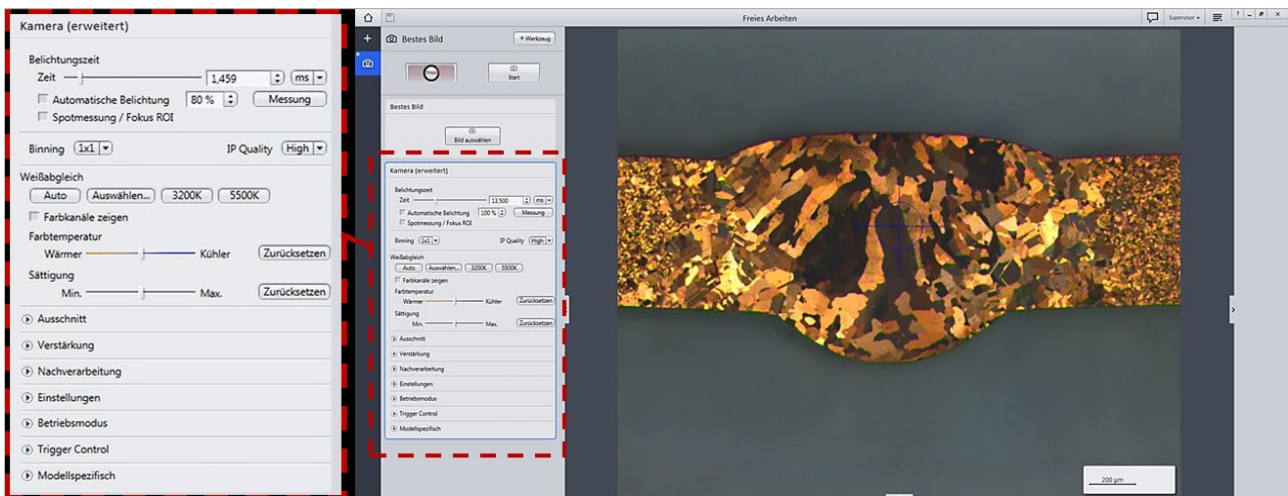 Kamera (erweitert)
Belichtungszeit
Zeit 1,459 ms
Automatische Belichtung 80 % Messung
Spotmessung / Fokus ROI
Binning 1x1 IP Quality High
Weißabgleich
Auto Auswählen... 3200K 5500K
Farbkanäle zeigen
Farbtemperatur
Wärmer Kühler Zurücksetzen
Sättigung
Min. Max. Zurücksetzen
Ausschnitt
Verstärkung
Nachverarbeitung
Einstellungen
Betriebsmodus
Trigger Control
Modellspezifisch
Freies Arbeiten
Supervisor
Bestes Bild + Werkzeug
Start
Bestes Bild
Bild auswählen
Kamera (erweitert)
Belichtungszeit
Zeit 13,500 ms
Automatische Belichtung 100 % Messung
Spotmessung / Fokus ROI
Binning 1x1 IP Quality High
Weißabgleich
Auto Auswählen... 3200K 5500K
Farbkanäle zeigen
Farbtemperatur
Wärmer Kühler Zurücksetzen
Sättigung
Min. Max. Zurücksetzen
Ausschnitt
Verstärkung
Nachverarbeitung
Einstellungen
Betriebsmodus
Trigger Control
Modellspezifisch
200 µm